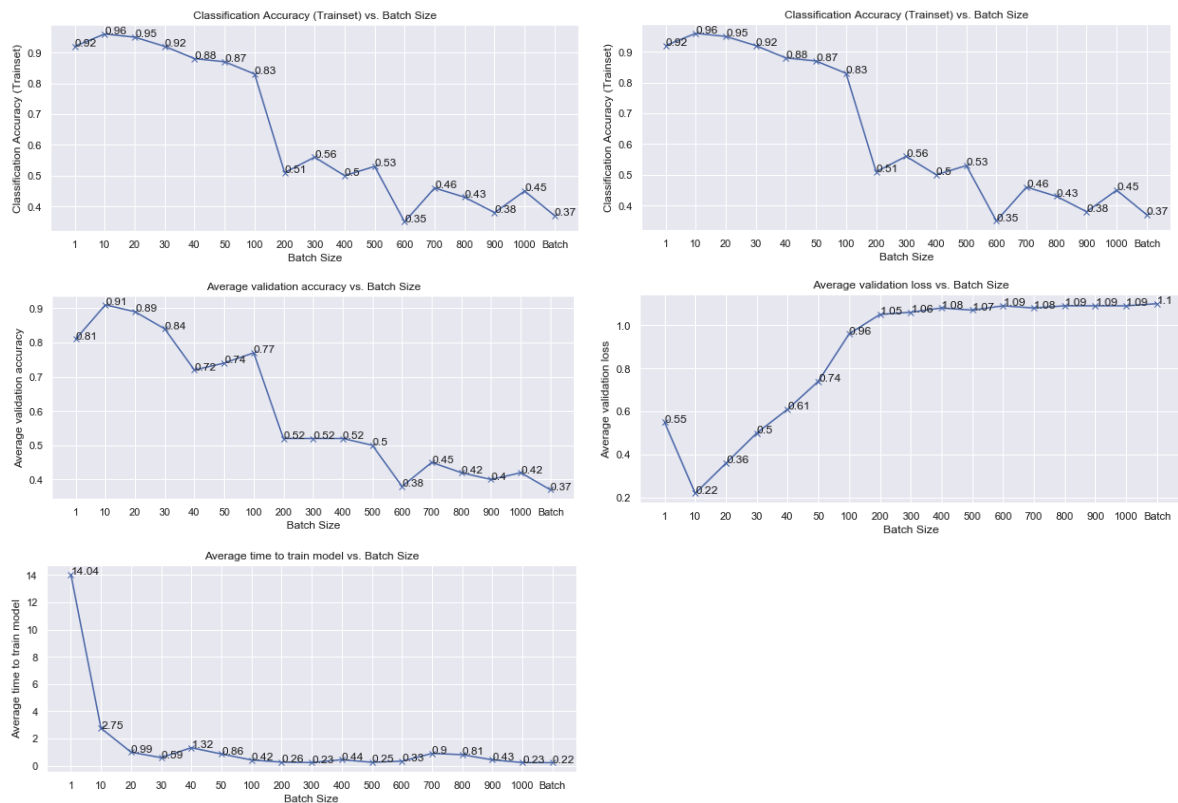 Classification Accuracy (Trainset) vs. Batch Size
Classification Accuracy (Trainset)
0.9
0.8
0.7
0.6
0.5
0.4
0.92 0.96 0.95 0.92 0.88 0.87 0.83 0.51 0.56 0.5 0.53 0.35 0.46 0.43 0.38 0.45 0.37
1 10 20 30 40 50 100 200 300 400 500 600 700 800 900 1000 Batch
Batch Size
Classification Accuracy (Trainset) vs. Batch Size
Classification Accuracy (Trainset)
0.9
0.8
0.7
0.6
0.5
0.4
0.92 0.96 0.95 0.92 0.88 0.87 0.83 0.51 0.56 0.5 0.53 0.35 0.46 0.43 0.38 0.45 0.37
1 10 20 30 40 50 100 200 300 400 500 600 700 800 900 1000 Batch
Batch Size
Average validation accuracy vs. Batch Size
Average validation accuracy
0.9
0.8
0.7
0.6
0.5
0.4
0.81 0.91 0.89 0.84 0.72 0.74 0.77 0.52 0.52 0.52 0.5 0.38 0.45 0.42 0.4 0.42 0.37
1 10 20 30 40 50 100 200 300 400 500 600 700 800 900 1000 Batch
Batch Size
Average validation loss vs. Batch Size
Average validation loss
1.0
0.8
0.6
0.4
0.2
0.55 0.22 0.36 0.5 0.61 0.74 0.96 1.05 1.06 1.08 1.07 1.09 1.08 1.09 1.09 1.09 1.1
1 10 20 30 40 50 100 200 300 400 500 600 700 800 900 1000 Batch
Batch Size
Average time to train model vs. Batch Size
Average time to train model
14
12
10
8
6
4
2
0
14.04 2.75 0.99 0.59 1.32 0.86 0.42 0.26 0.23 0.44 0.25 0.33 0.9 0.81 0.43 0.23 0.22
1 10 20 30 40 50 100 200 300 400 500 600 700 800 900 1000 Batch
Batch Size